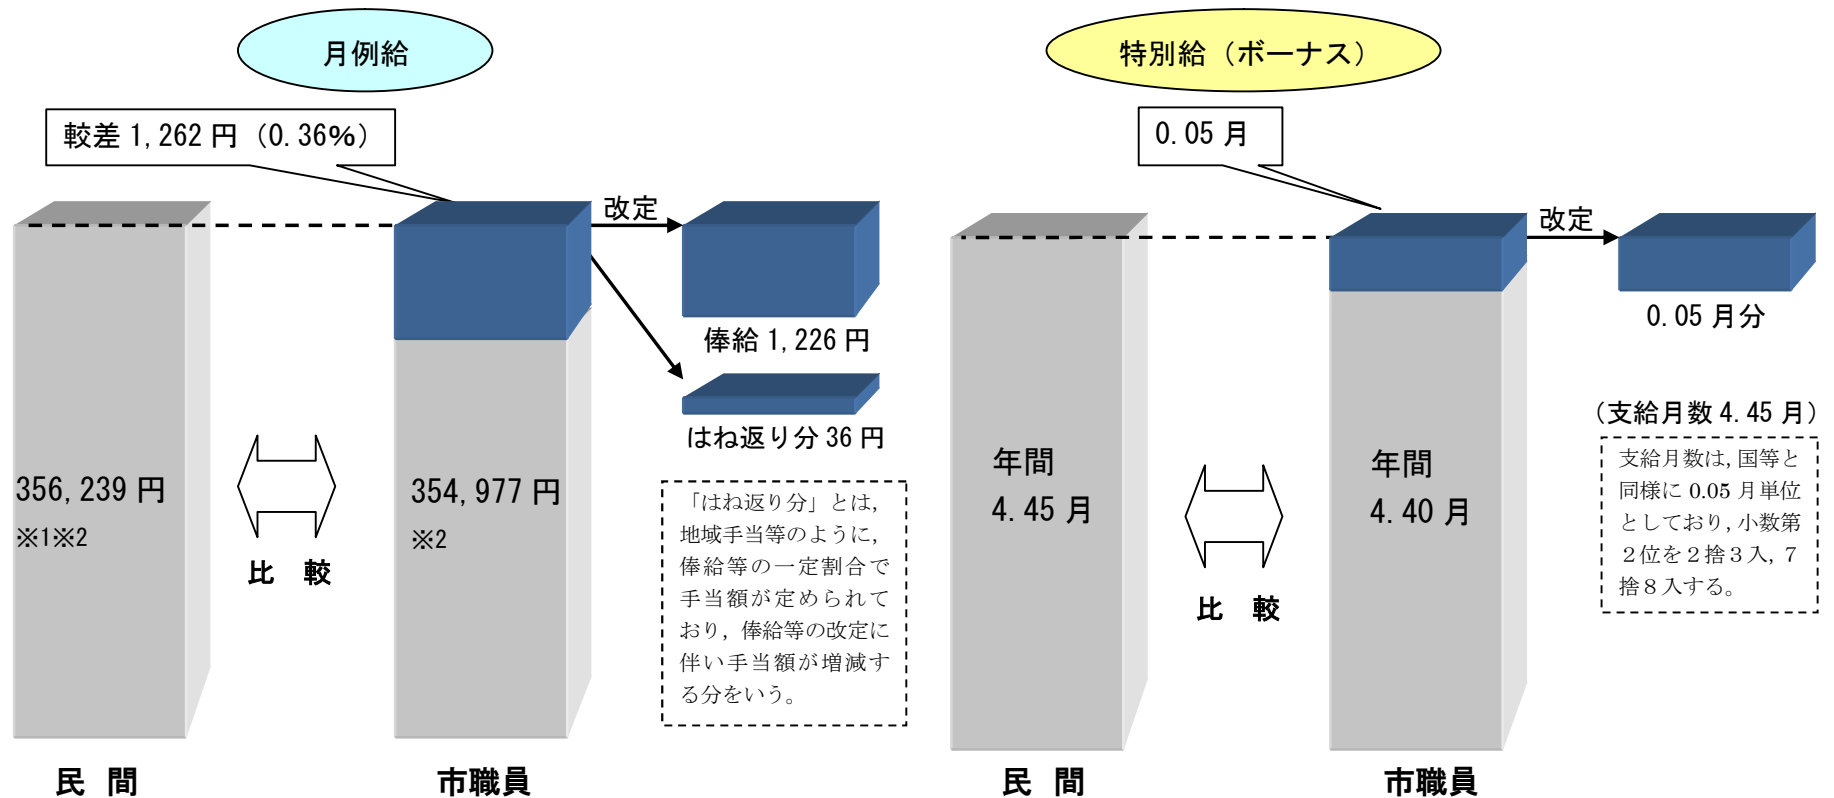 月例給
較差 1,262 円（0.36%）
改定
俸給 1,226 円
はね返り分 36 円
356,239 円
※1※2
比　較
354,977 円
※2
「はね返り分」とは，
地域手当等のように，
俸給等の一定割合で
手当額が定められて
おり，俸給等の改定に
伴い手当額が増減す
る分をいう。
民　間
市職員
特別給（ボーナス）
0.05 月
改定
0.05 月分
（支給月数 4.45 月）
年間
4.45 月
比　較
年間
4.40 月
支給月数は，国等と
同様に 0.05 月単位
としており，小数第
２位を２捨３入，７
捨８入する。
民　間
市職員